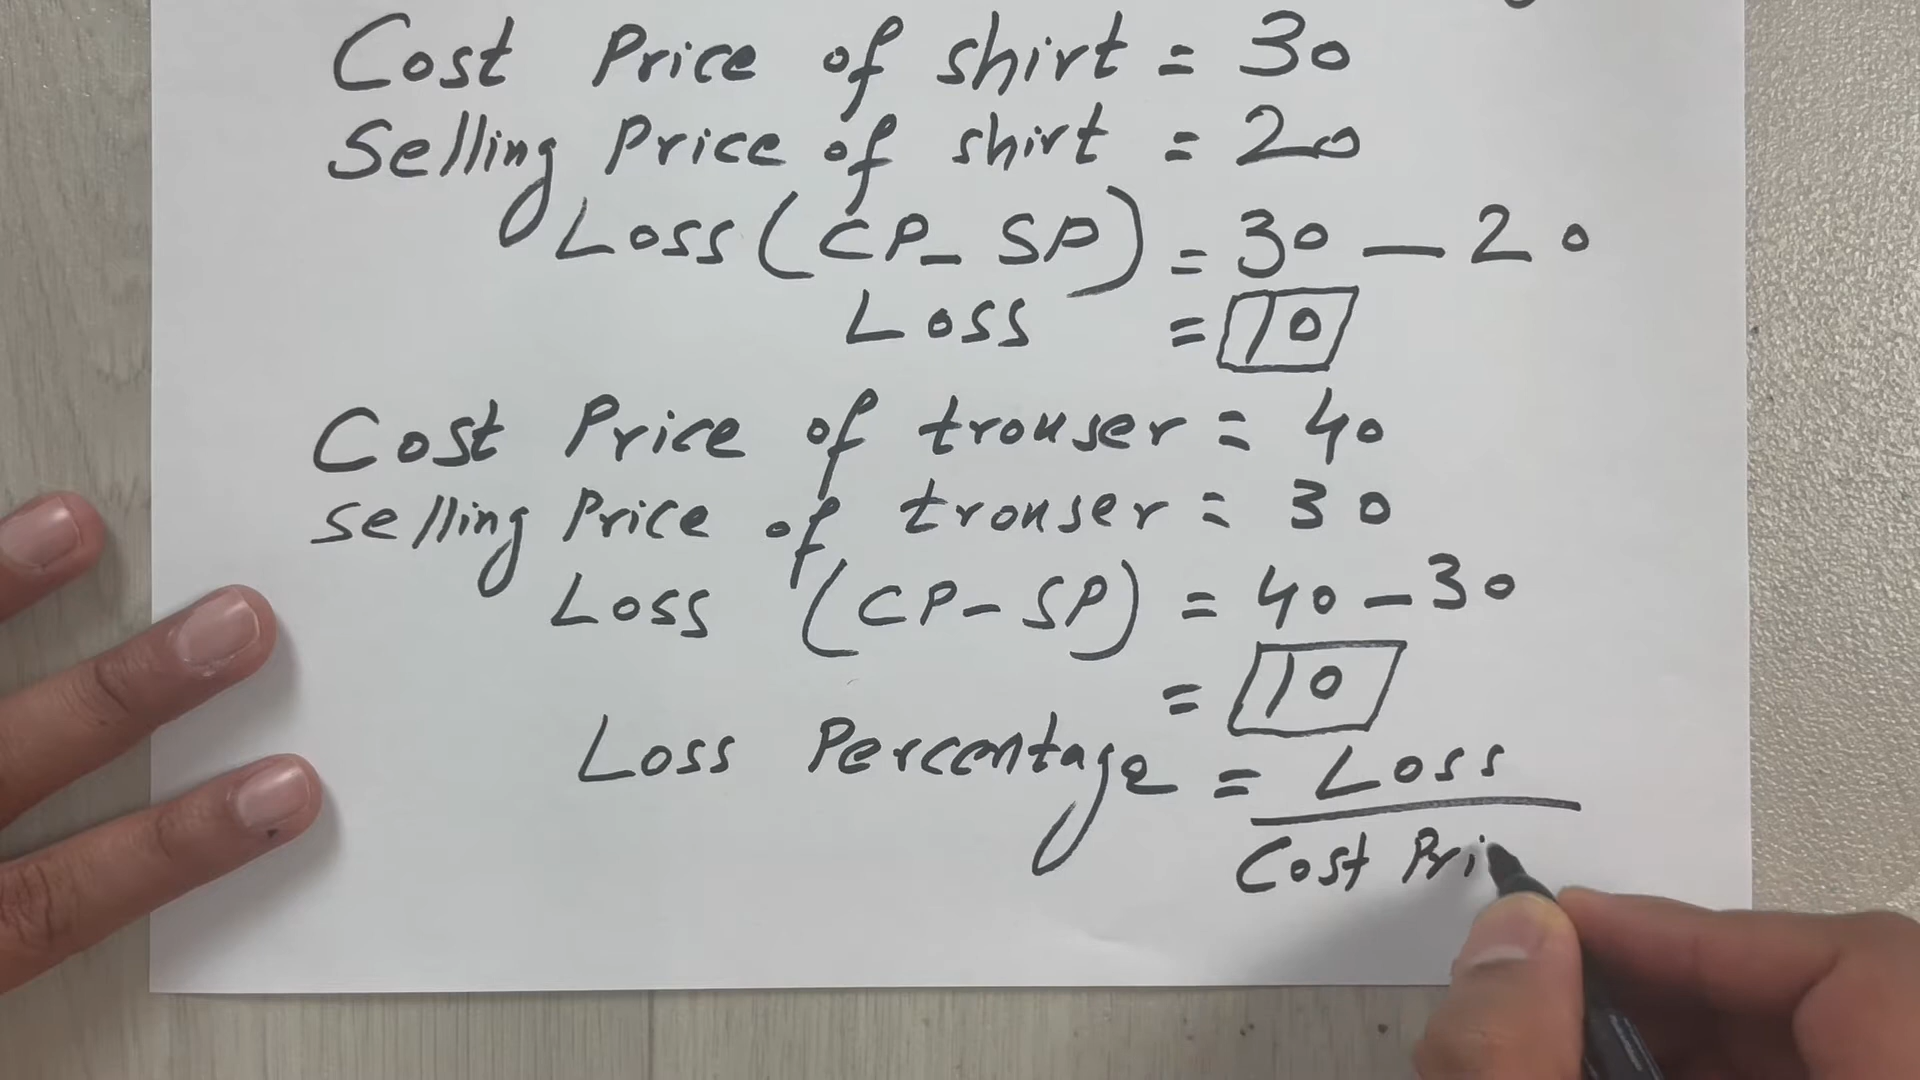 Cost Price of shirt = 30
Selling Price of shirt = 20
Loss (CP - SP) = 30 - 20
Loss = 10
Cost Price of trouser = 40
Selling Price of trouser = 30
Loss (CP - SP) = 40 - 30
= 10
Loss Percentage = Loss
Cost Pri